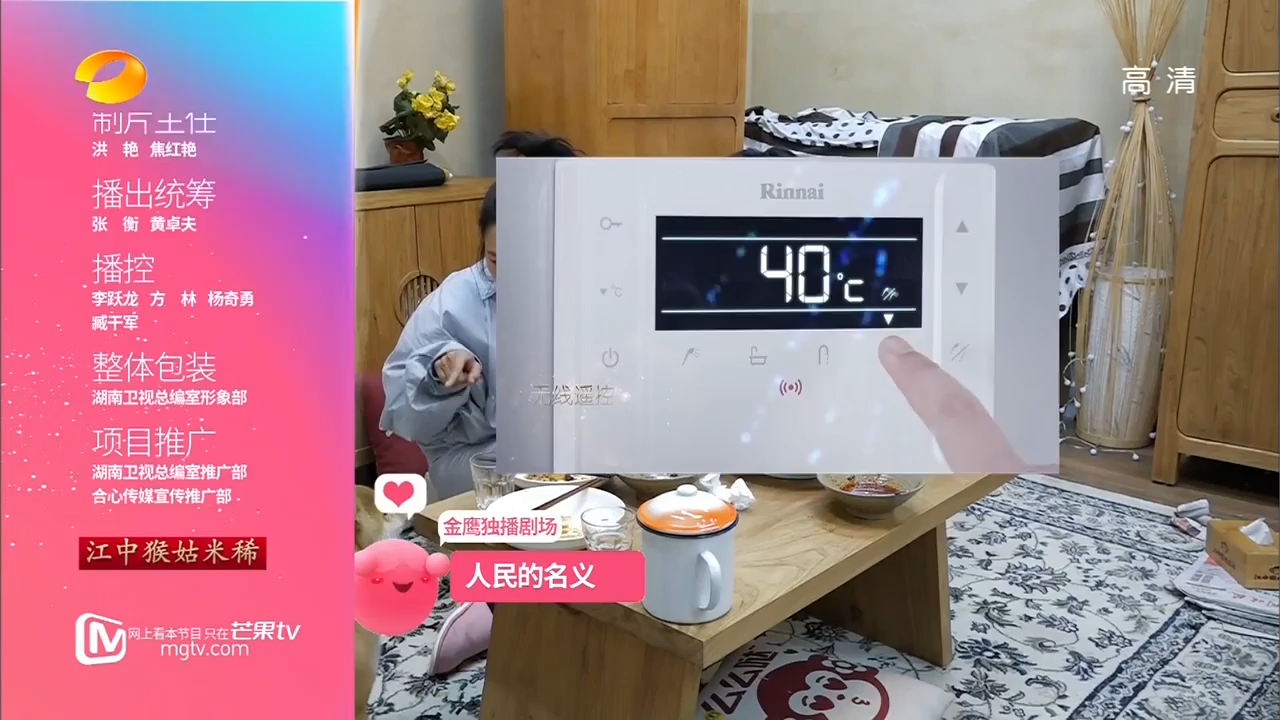 制片主任
洪 艳 焦红艳
播出统筹
张 衡 黄卓夫
播控
李跃龙 方 林 杨奇勇
臧干军
整体包装
湖南卫视总编室形象部
项目推广
湖南卫视总编室推广部
合心传媒宣传推广部
江中猴姑米稀
网上看本节目 只在芒果tv
mgtv.com
高清
Rinnai
℃
40℃
无线遥控
金鹰独播剧场
人民的名义
么么哒